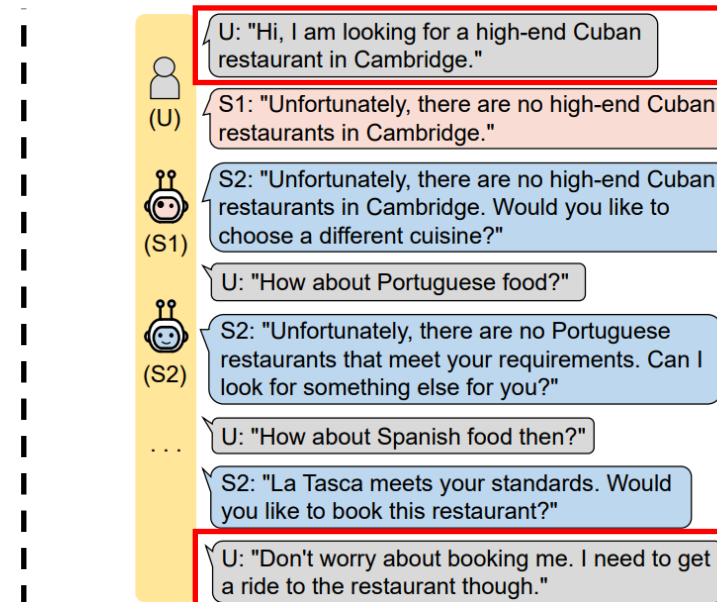 U: "Hi, I am looking for a high-end Cuban
restaurant in Cambridge."
(U)
S1: "Unfortunately, there are no high-end Cuban
restaurants in Cambridge."
(S1)
S2: "Unfortunately, there are no high-end Cuban
restaurants in Cambridge. Would you like to
choose a different cuisine?"
U: "How about Portuguese food?"
(S2)
S2: "Unfortunately, there are no Portuguese
restaurants that meet your requirements. Can I
look for something else for you?"
. . .
U: "How about Spanish food then?"
S2: "La Tasca meets your standards. Would
you like to book this restaurant?"
U: "Don't worry about booking me. I need to get
a ride to the restaurant though."